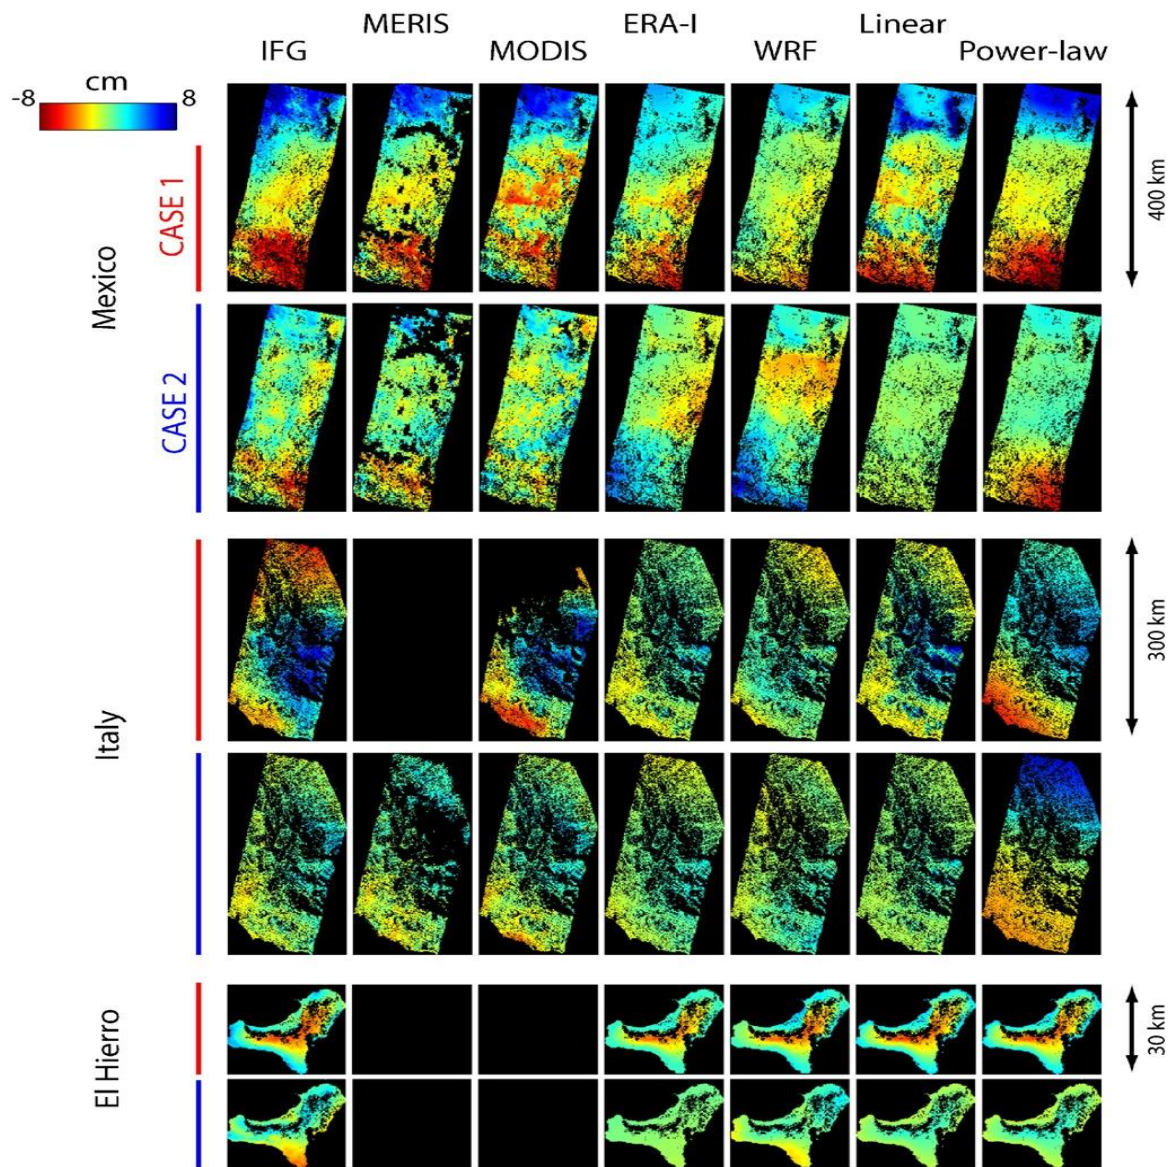 MERIS
ERA-I
Linear
IFG
MODIS
WRF
Power-law
cm
-8
8
Mexico
CASE 1
400 km
CASE 2
Italy
300 km
El Hierro
30 km